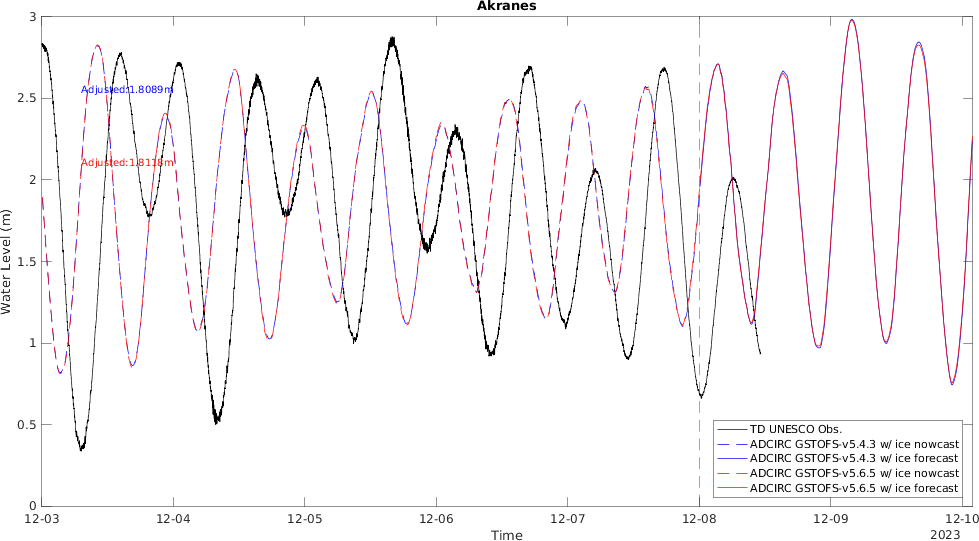 Akranes
3
2.5
2
1.5
1
0.5
0
Water Level (m)
Adjusted:1.8089m
Adjusted:1.8118m
TD UNESCO Obs.
ADCIRC GSTOFS-v5.4.3 w/ ice nowcast
ADCIRC GSTOFS-v5.4.3 w/ ice forecast
ADCIRC GSTOFS-v5.6.5 w/ ice nowcast
ADCIRC GSTOFS-v5.6.5 w/ ice forecast
12-03 12-04 12-05 12-06 12-07 12-08 12-09 12-10
Time
2023